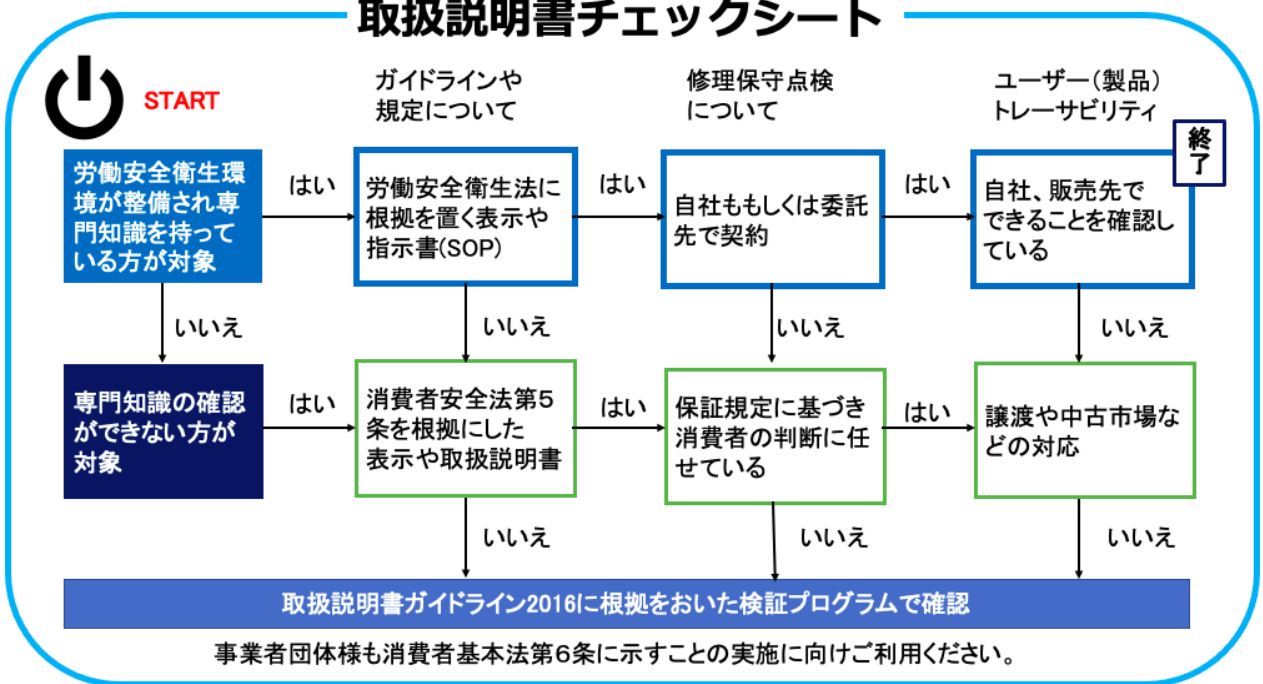 取扱説明書チェックシート
START
ガイドラインや
規定について
修理保守点検
について
ユーザー(製品)
トレーサビリティ
終
了
労働安全衛生環
境が整備され専
門知識を持って
いる方が対象
はい
労働安全衛生法に
根拠を置く表示や
指示書(SOP)
はい
自社ももしくは委託
先で契約
はい
自社、販売先で
できることを確認し
ている
いいえ
いいえ
いいえ
いいえ
専門知識の確認
ができない方が
対象
はい
消費者安全法第5
条を根拠にした
表示や取扱説明書
はい
保証規定に基づき
消費者の判断に任
せている
はい
譲渡や中古市場な
どの対応
いいえ
いいえ
いいえ
取扱説明書ガイドライン2016に根拠をおいた検証プログラムで確認
事業者団体様も消費者基本法第6条に示すことの実施に向けご利用ください。